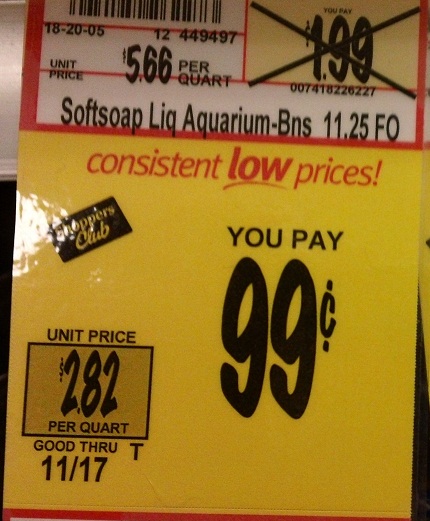 YOU PAY
18-20-05 12 449497
$1.99
UNIT PRICE $5.66 PER QUART
007418226227
Softsoap Liq Aquarium-Bns 11.25 FO
consistent low prices!
Shoppers Club
YOU PAY
99¢
UNIT PRICE
$2.82
PER QUART
GOOD THRU T
11/17